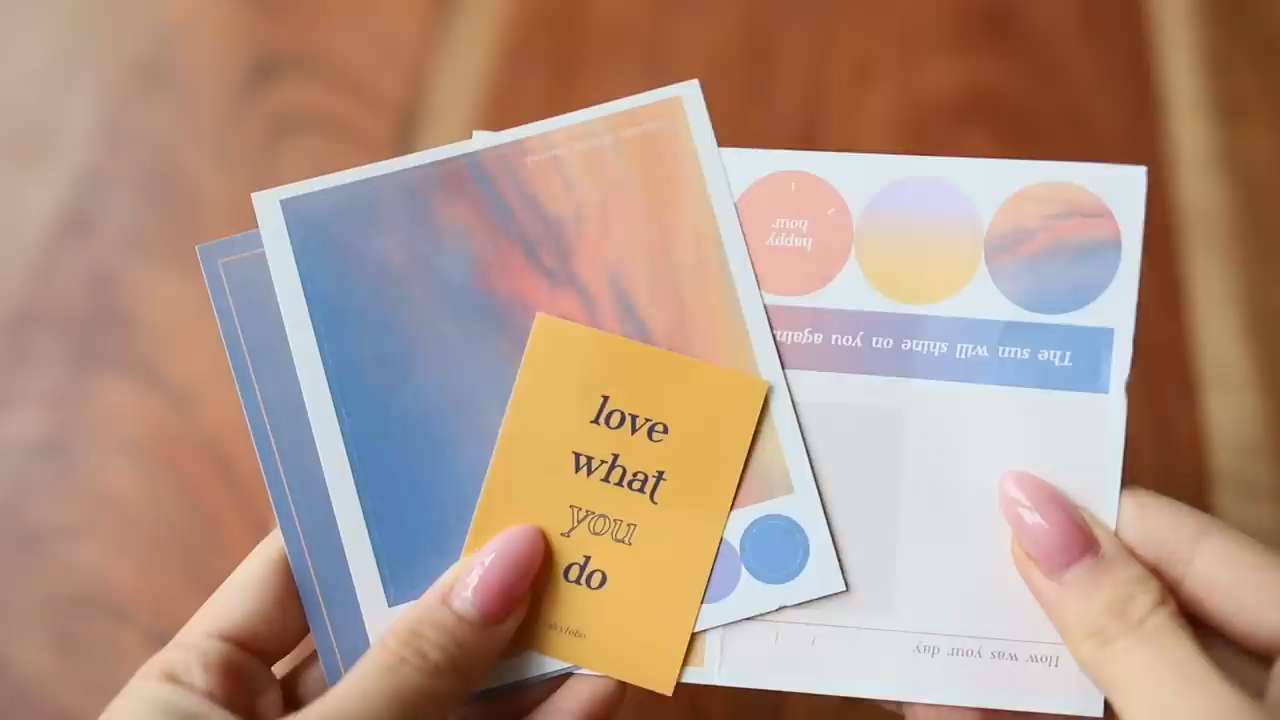 love
what
you
do
happy
hour
The sun will shine on you again.
How was your day